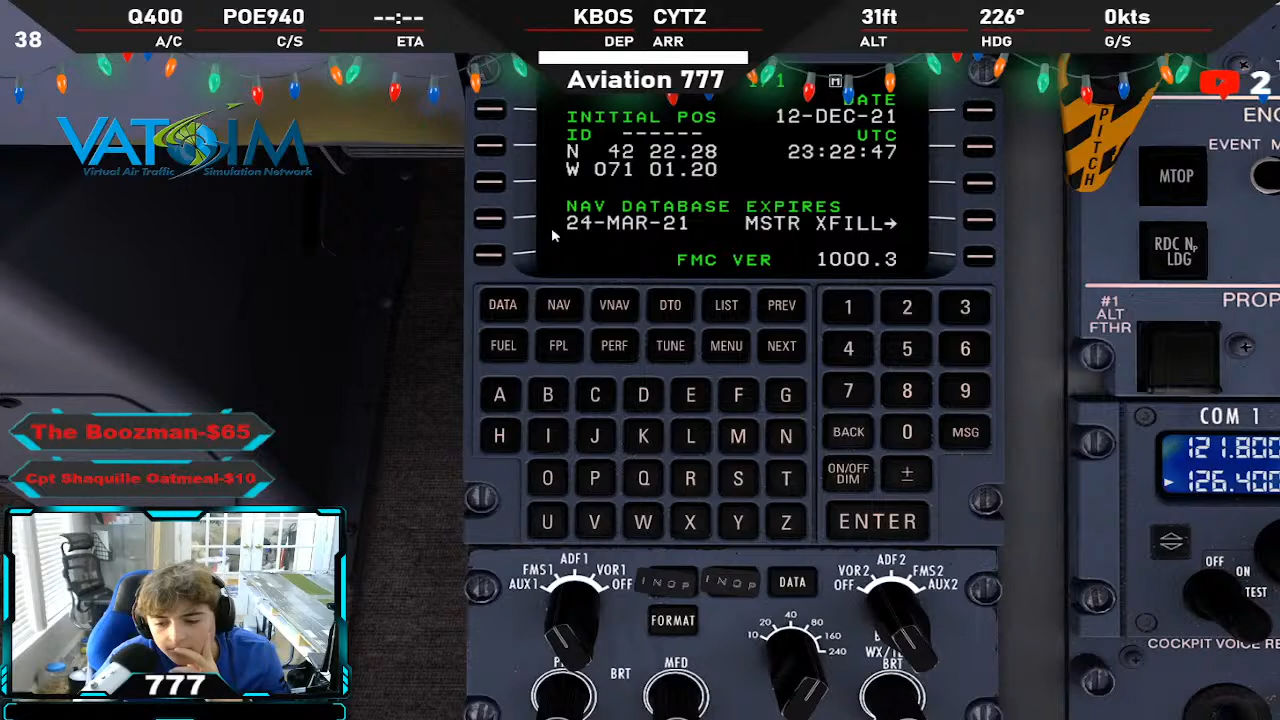 38
Q400 POE940 --:--
A/C C/S ETA
KBOS CYTZ
DEP ARR
31ft 226° 0kts
ALT HDG G/S
Aviation 777
2
VATSIM
Virtual Air Traffic Simulation Network
1/1 M
DATE
INITIAL POS 12-DEC-21
ID ------ UTC
N 42 22.28 23:22:47
W 071 01.20
NAV DATABASE EXPIRES
24-MAR-21 MSTR XFILL→
FMC VER 1000.3
DATA NAV VNAV DTO LIST PREV
FUEL FPL PERF TUNE MENU NEXT
A B C D E F G
H I J K L M N
O P Q R S T
U V W X Y Z
1 2 3
4 5 6
7 8 9
BACK 0 MSG
ON/OFF DIM ±
ENTER
PITCH
EVENT M
MTOP
RDC Np LDG
PROP
#1 ALT FTHR
COM 1
121.800
126.400
OFF ON TEST
COCKPIT VOICE RE
The Boozman-$65
Cpt Shaquille Oatmeal-$10
777
ADF1
FMS1 VOR1
AUX1 OFF
INOP INOP DATA
FORMAT
ADF2
VOR2 FMS2
OFF AUX2
10 20 40 80 160 240
BRT MFD
WX/TE
BRT